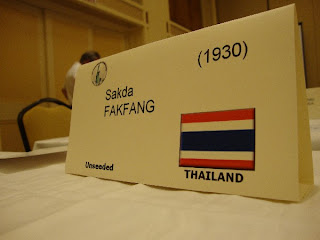 (1930)
Sakda
FAKFANG
Unseeded
THAILAND